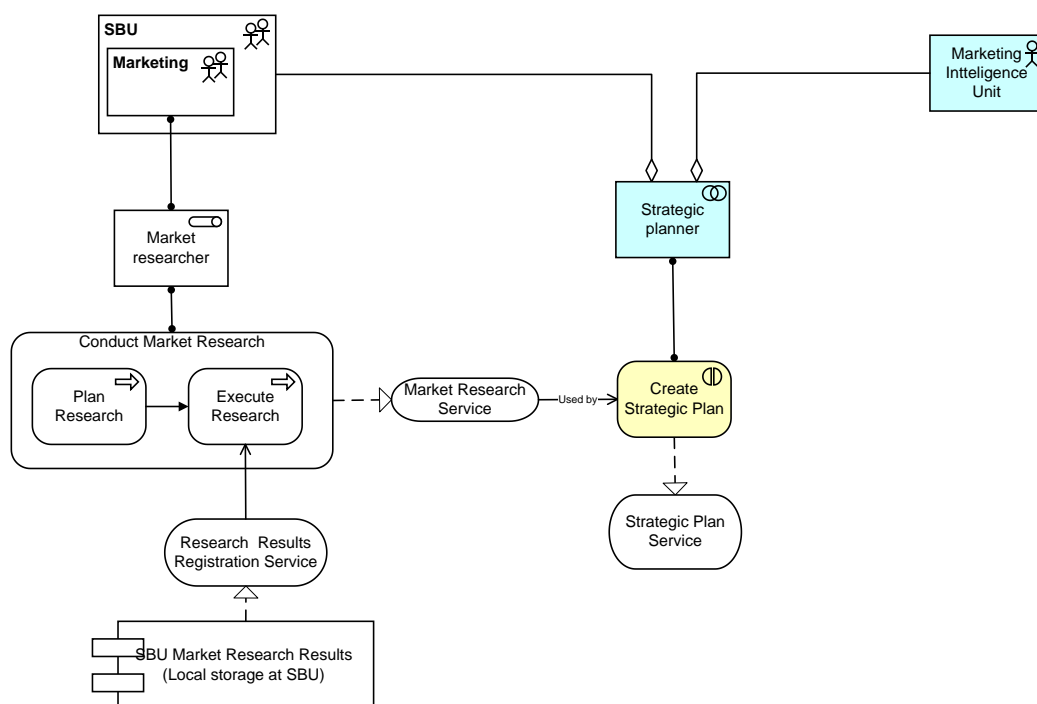 SBU
Marketing
Marketing
Intteligence
Unit
Strategic
planner
Market
researcher
Conduct Market Research
Plan
Research
Execute
Research
Market Research
Service
Used by
Create
Strategic Plan
Research Results
Registration Service
Strategic Plan
Service
SBU Market Research Results
(Local storage at SBU)